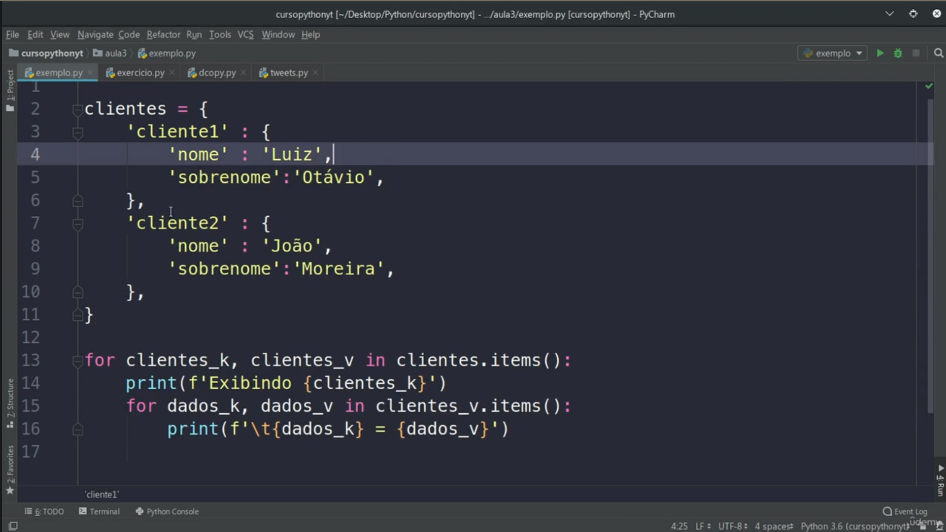 cursopythonyt [~/Desktop/Python/cursopythonyt] - .../aula3/exemplo.py [cursopythonyt] - PyCharm
File Edit View Navigate Code Refactor Run Tools VCS Window Help
cursopythonyt aula3 exemplo.py exemplo
exemplo.py exercicio.py dcopy.py tweets.py
1: Project
7: Structure
2: Favorites
1
2 clientes = {
3 'cliente1' : {
4 'nome' : 'Luiz',
5 'sobrenome':'Otávio',
6 },
7 'cliente2' : {
8 'nome' : 'João',
9 'sobrenome':'Moreira',
10 },
11 }
12
13 for clientes_k, clientes_v in clientes.items():
14 print(f'Exibindo {clientes_k}')
15 for dados_k, dados_v in clientes_v.items():
16 print(f'\t{dados_k} = {dados_v}')
17
'cliente1'
4: Run
6: TODO Terminal Python Console Event Log
udemy
4:25 LF UTF-8 4 spaces Python 3.6 (cursopythonyt)